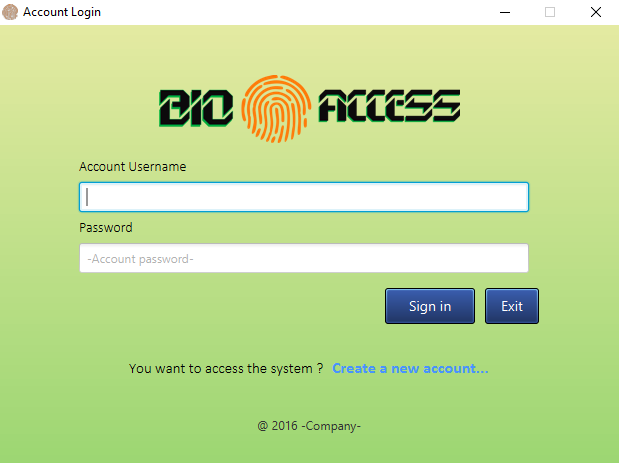 Account Login
BIO ACCESS
Account Username
Password
-Account password-
Sign in Exit
You want to access the system ? Create a new account...
@ 2016 -Company-